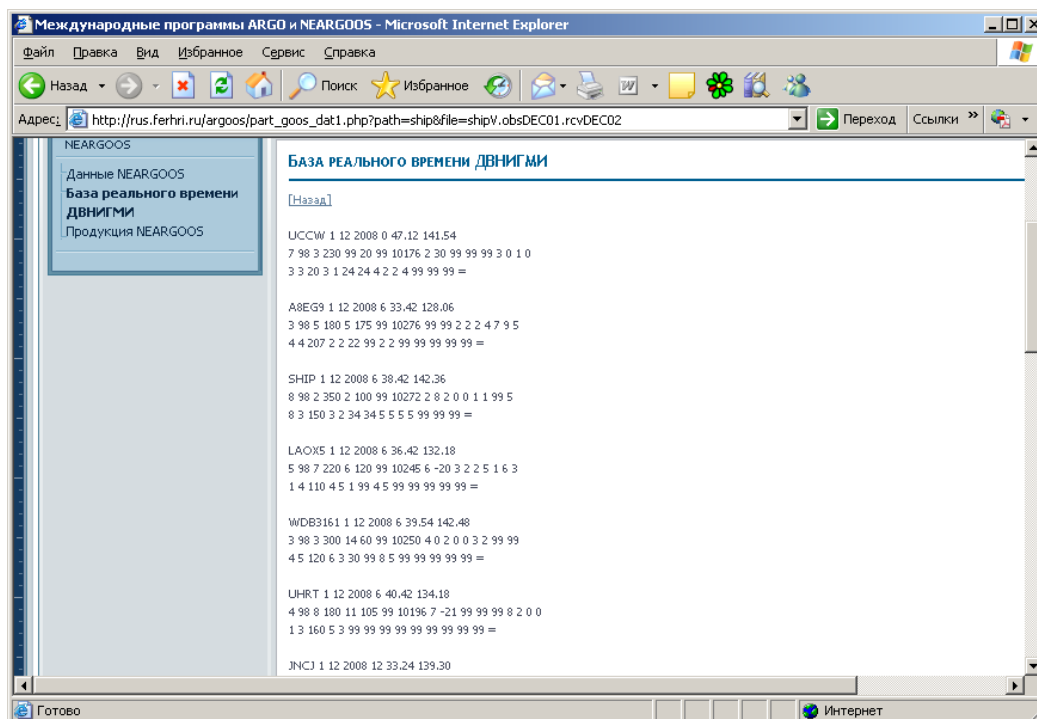 Международные программы ARGO и NEARGOOS - Microsoft Internet Explorer
Файл Правка Вид Избранное Сервис Справка
Назад Поиск Избранное
Адрес: http://rus.ferhri.ru/argoos/part_goos_dat1.php?path=ship&file=shipV.obsDEC01.rcvDEC02 Переход Ссылки »
NEARGOOS
Данные NEARGOOS
База реального времени
ДВНИГМИ
Продукция NEARGOOS
База реального времени ДВНИГМИ
[Назад]
UCCW 1 12 2008 0 47.12 141.54
7 98 3 230 99 20 99 10176 2 30 99 99 99 3 0 1 0
3 3 20 3 1 24 24 4 2 2 4 99 99 99 =
A8EG9 1 12 2008 6 33.42 128.06
3 98 5 180 5 175 99 10276 99 99 2 2 2 4 7 9 5
4 4 207 2 2 22 99 2 2 99 99 99 99 99 =
SHIP 1 12 2008 6 38.42 142.36
8 98 2 350 2 100 99 10272 2 8 2 0 0 1 1 99 5
8 3 150 3 2 34 34 5 5 5 5 99 99 99 =
LAOX5 1 12 2008 6 36.42 132.18
5 98 7 220 6 120 99 10245 6 -20 3 2 2 5 1 6 3
1 4 110 4 5 1 99 4 5 99 99 99 99 99 =
WDB3161 1 12 2008 6 39.54 142.48
3 98 3 300 14 60 99 10250 4 0 2 0 0 3 2 99 99
4 5 120 6 3 30 99 8 5 99 99 99 99 99 =
UHRT 1 12 2008 6 40.42 134.18
4 98 8 180 11 105 99 10196 7 -21 99 99 99 8 2 0 0
1 3 160 5 3 99 99 99 99 99 99 99 99 99 =
JNCJ 1 12 2008 12 33.24 139.30
Готово Интернет